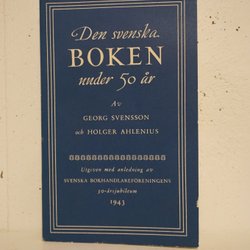 Den svenska
BOKEN
under 50 år
Av
GEORG SVENSSON
och HOLGER AHLENIUS
Utgiven med anledning av
SVENSKA BOKHANDLAREFÖRENINGENS
50-årsjubileum
1943